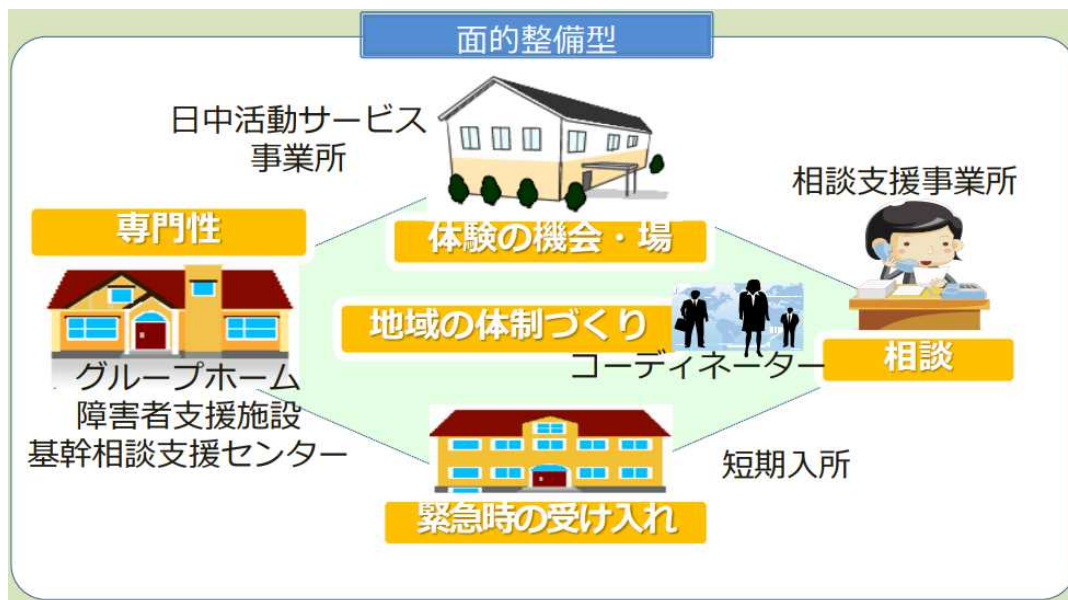 面的整備型
日中活動サービス
事業所
相談支援事業所
専門性
体験の機会・場
地域の体制づくり
コーディネーター
相談
グループホーム
障害者支援施設
基幹相談支援センター
短期入所
緊急時の受け入れ